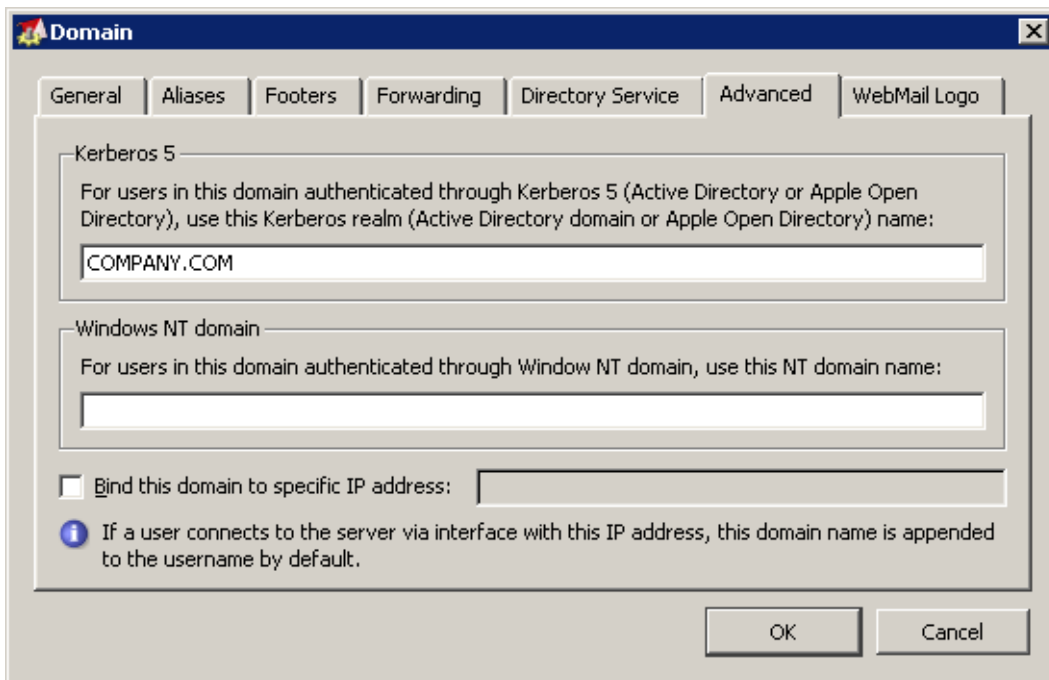 Domain
General
Aliases
Footers
Forwarding
Directory Service
Advanced
WebMail Logo
Kerberos 5
For users in this domain authenticated through Kerberos 5 (Active Directory or Apple Open
Directory), use this Kerberos realm (Active Directory domain or Apple Open Directory) name:
COMPANY.COM
Windows NT domain
For users in this domain authenticated through Window NT domain, use this NT domain name:
Bind this domain to specific IP address:
If a user connects to the server via interface with this IP address, this domain name is appended
to the username by default.
OK
Cancel